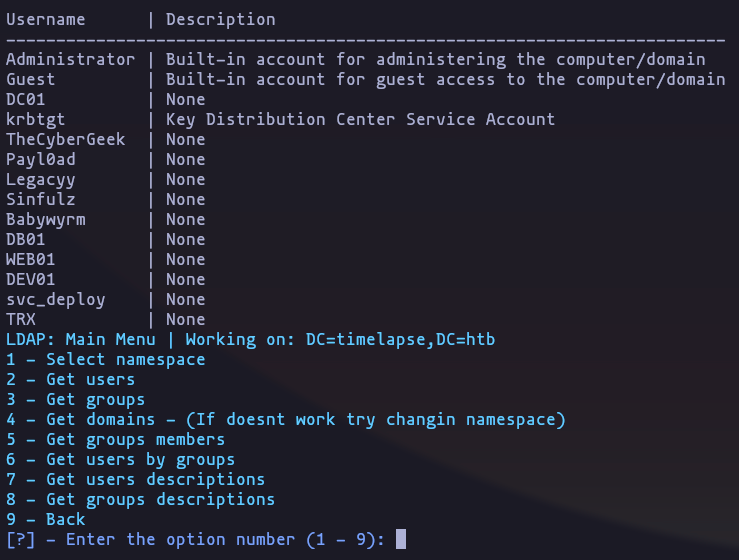 Username      | Description
------------------------------------------------------------------------
Administrator | Built-in account for administering the computer/domain
Guest         | Built-in account for guest access to the computer/domain
DC01          | None
krbtgt        | Key Distribution Center Service Account
TheCyberGeek  | None
Payl0ad       | None
Legacyy       | None
Sinfulz       | None
Babywyrm      | None
DB01          | None
WEB01         | None
DEV01         | None
svc_deploy    | None
TRX           | None
LDAP: Main Menu | Working on: DC=timelapse,DC=htb
1 - Select namespace
2 - Get users
3 - Get groups
4 - Get domains - (If doesnt work try changin namespace)
5 - Get groups members
6 - Get users by groups
7 - Get users descriptions
8 - Get groups descriptions
9 - Back
[?] - Enter the option number (1 - 9):